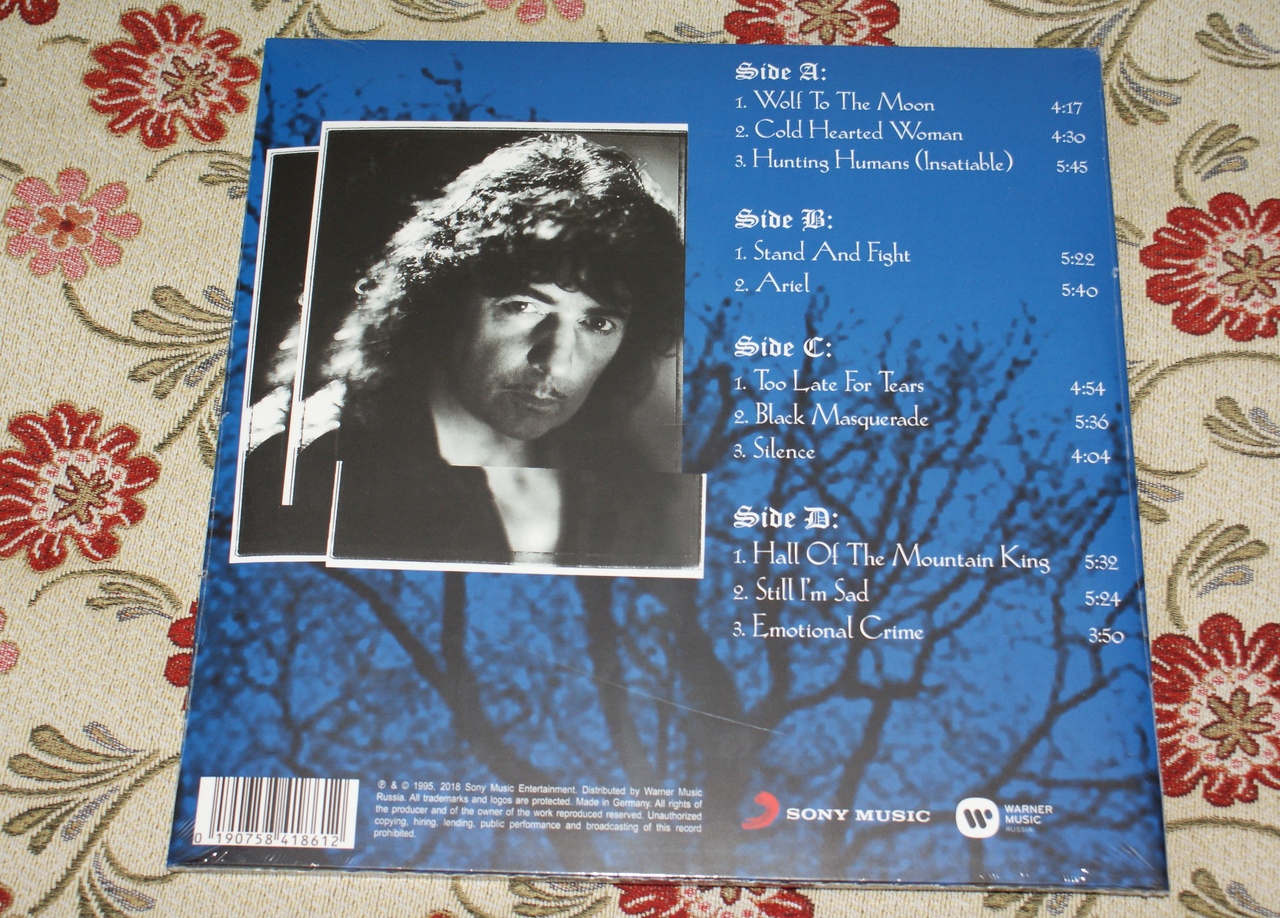 Side A:
1. Wolf To The Moon 4:17
2. Cold Hearted Woman 4:30
3. Hunting Humans (Insatiable) 5:45
Side B:
1. Stand And Fight 5:22
2. Ariel 5:40
Side C:
1. Too Late For Tears 4:54
2. Black Masquerade 5:36
3. Silence 4:04
Side D:
1. Hall Of The Mountain King 5:32
2. Still I'm Sad 5:24
3. Emotional Crime 3:50
0 190758 418612
℗ & © 1995, 2018 Sony Music Entertainment. Distributed by Warner Music
Russia. All trademarks and logos are protected. Made in Germany. All rights of
the producer and of the owner of the work reproduced reserved. Unauthorized
copying, hiring, lending, public performance and broadcasting of this record
prohibited.
SONY MUSIC
WARNER
MUSIC
RUSSIA